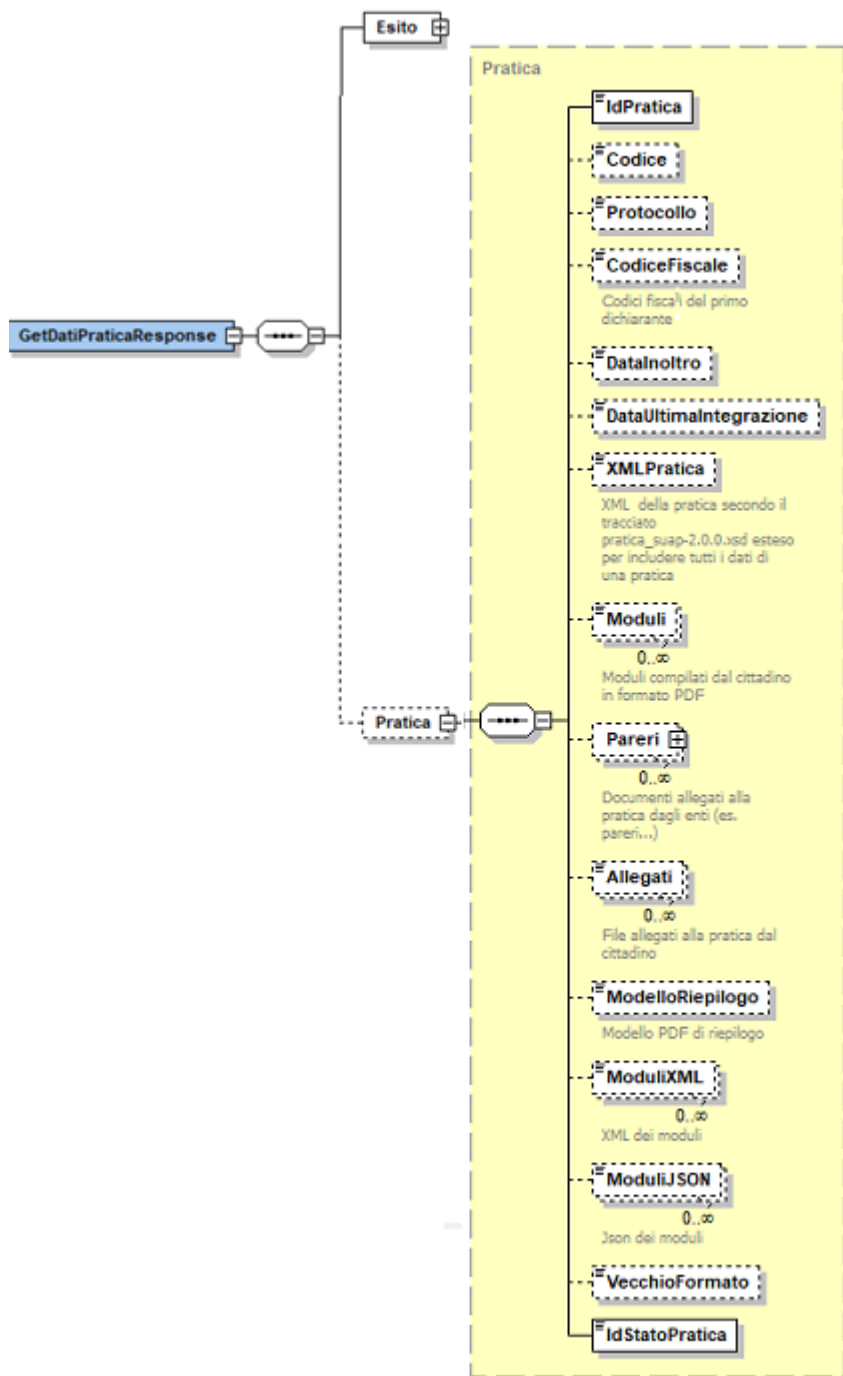 Esito
Pratica
IdPratica
Codice
Protocollo
CodiceFiscale
Codici fiscali del primo
dichiarante
GetDatiPraticaResponse
DataInoltro
DataUltimaIntegrazione
XMLPratica
XML della pratica secondo il
tracciato
pratica_suap-2.0.0.xsd esteso
per includere tutti i dati di
una pratica
Moduli
0..∞
Moduli compilati dal cittadino
in formato PDF
Pratica
Pareri
0..∞
Documenti allegati alla
pratica dagli enti (es.
pareri...)
Allegati
0..∞
File allegati alla pratica dal
cittadino
ModelloRiepilogo
Modello PDF di riepilogo
ModuliXML
0..∞
XML dei moduli
ModuliJSON
0..∞
Json dei moduli
VecchioFormato
IdStatoPratica